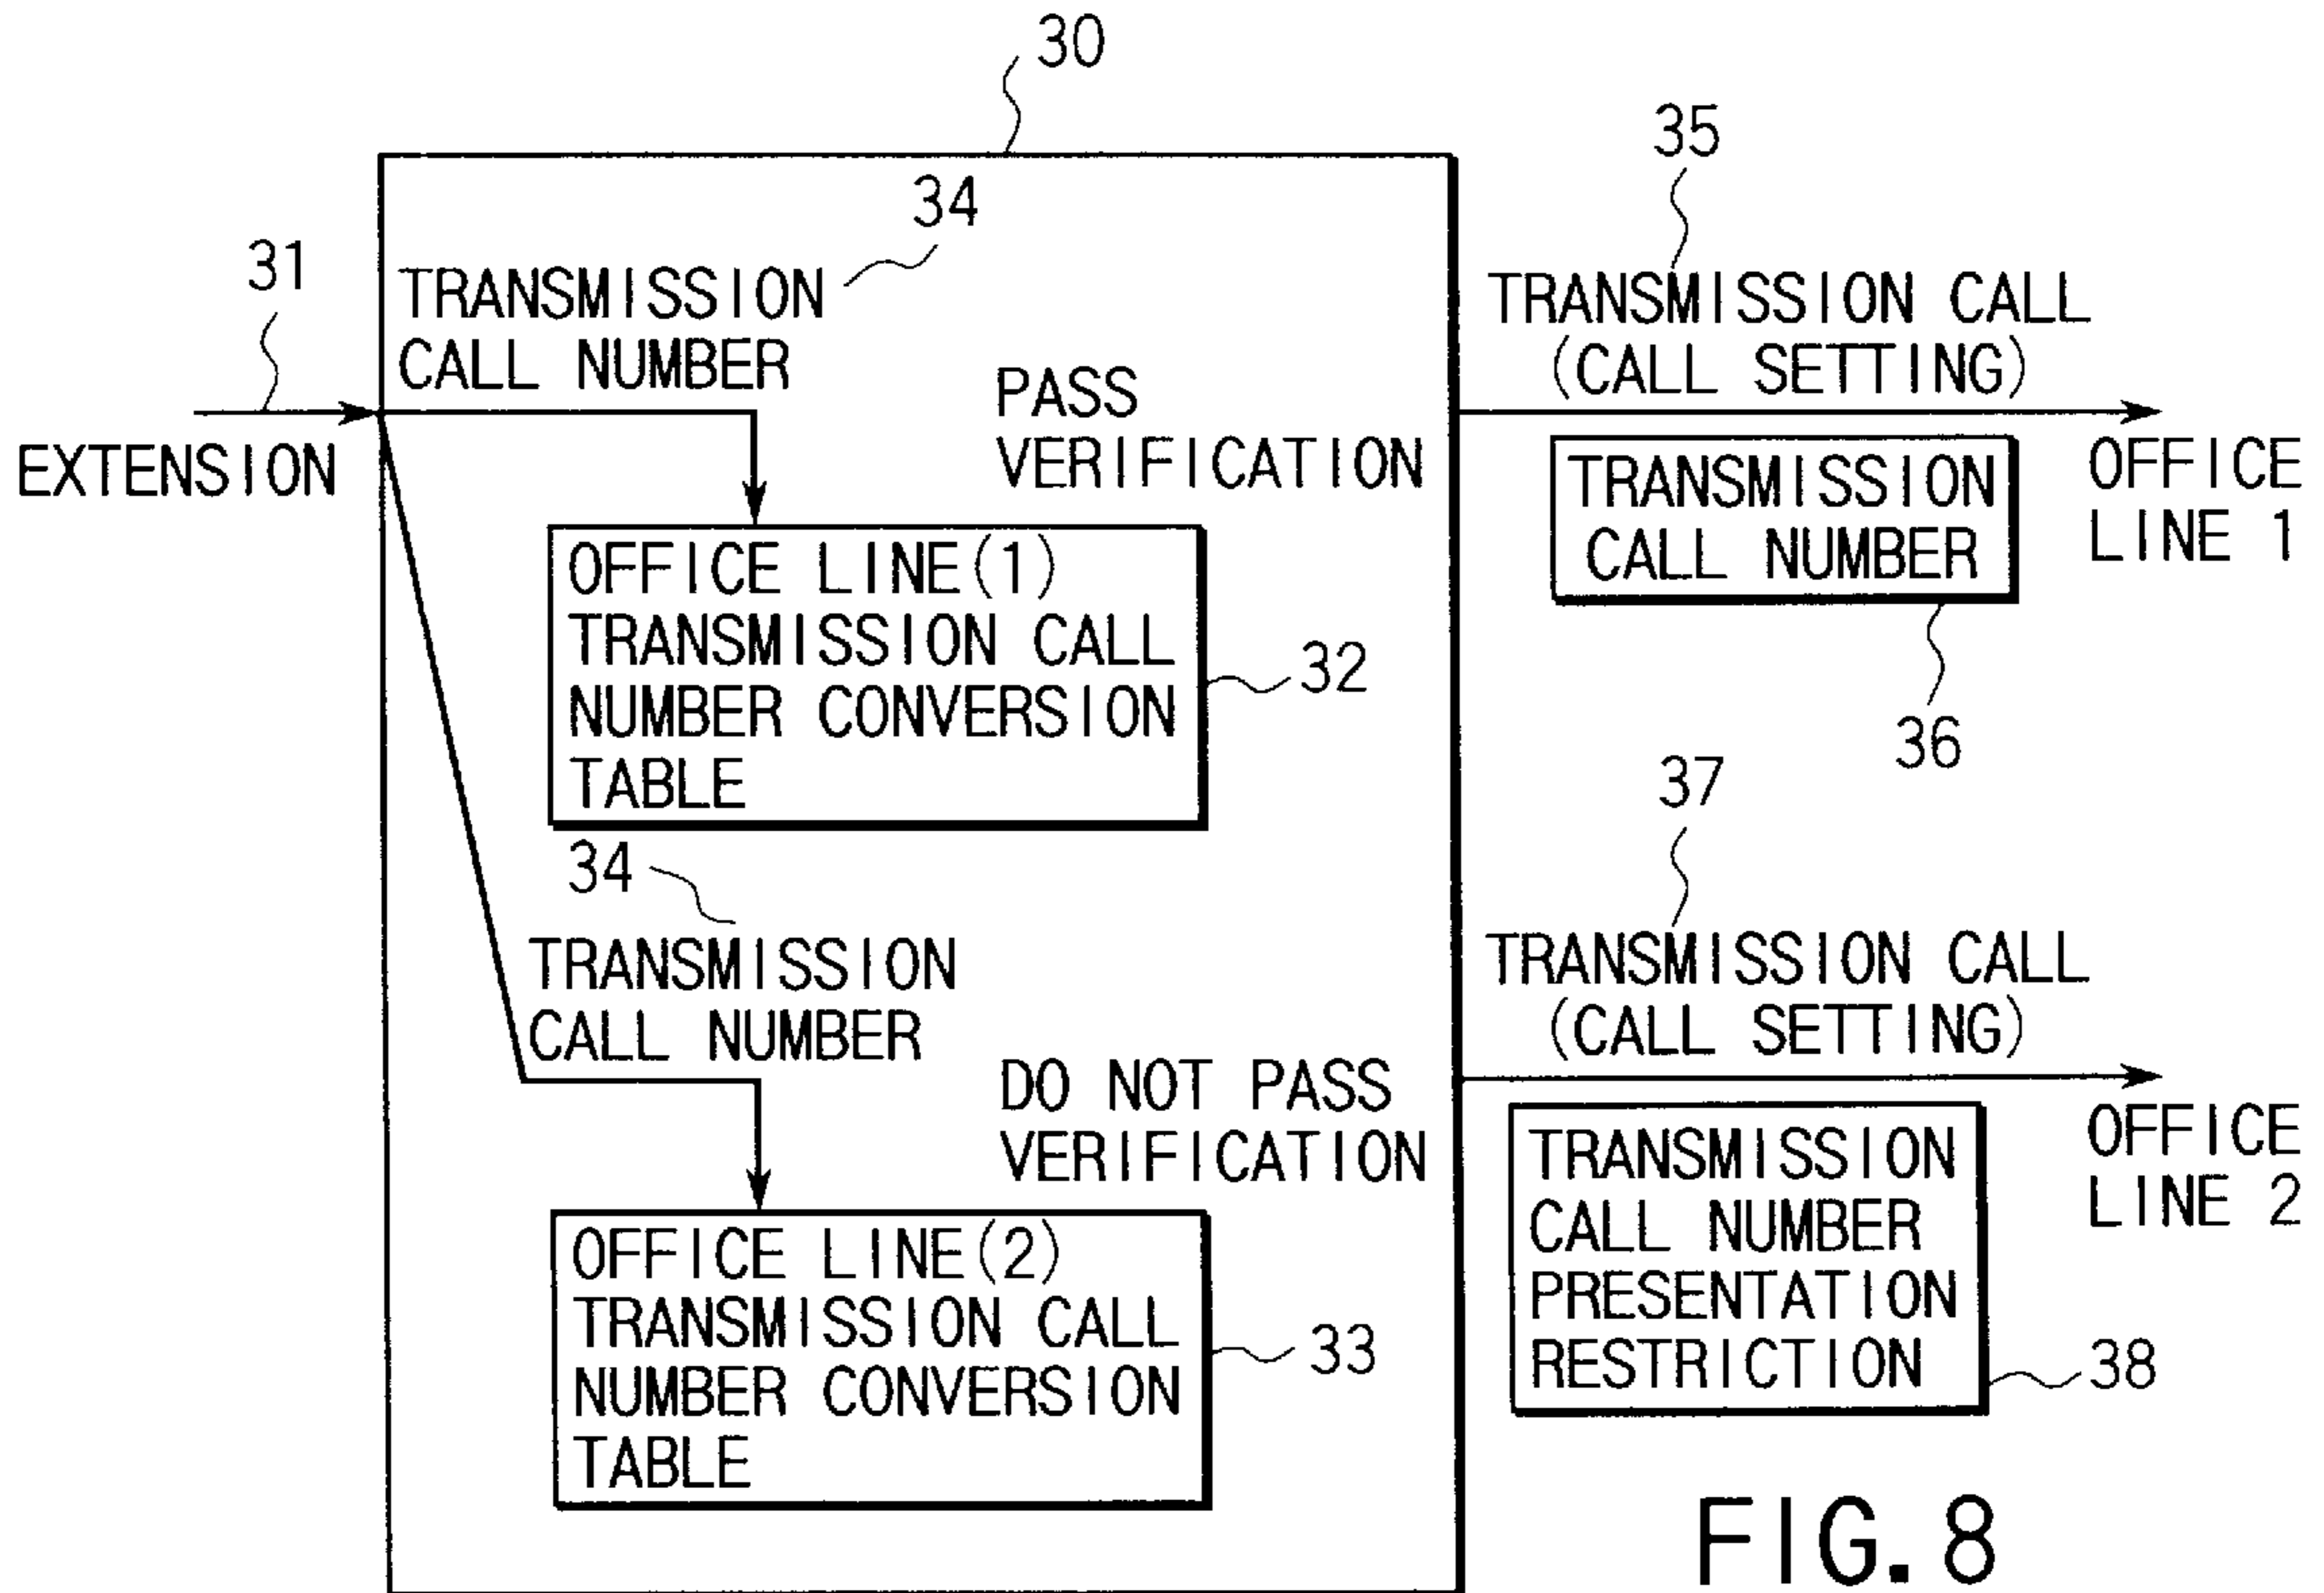 30
31
EXTENSION
34
TRANSMISSION
CALL NUMBER
PASS
VERIFICATION
OFFICE LINE(1)
TRANSMISSION CALL
NUMBER CONVERSION
TABLE
32
34
TRANSMISSION
CALL NUMBER
DO NOT PASS
VERIFICATION
OFFICE LINE(2)
TRANSMISSION CALL
NUMBER CONVERSION
TABLE
33
35
TRANSMISSION CALL
(CALL SETTING)
TRANSMISSION
CALL NUMBER
36
OFFICE
LINE 1
37
TRANSMISSION CALL
(CALL SETTING)
TRANSMISSION
CALL NUMBER
PRESENTATION
RESTRICTION
38
OFFICE
LINE 2
FIG.8